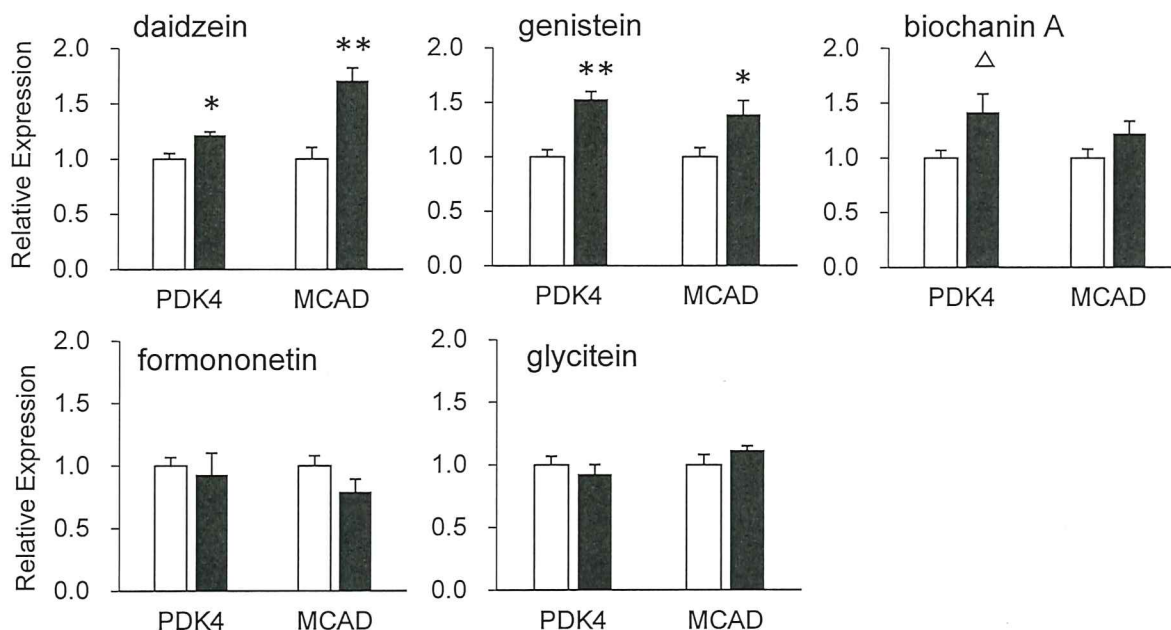 daidzein
genistein
biochanin A
Relative Expression
2.0
1.5
1.0
0.5
0.0
*
**
PDK4
MCAD
2.0
1.5
1.0
0.5
0.0
**
*
PDK4
MCAD
2.0
1.5
1.0
0.5
0.0
△
PDK4
MCAD
Relative Expression
2.0
1.5
1.0
0.5
0.0
formononetin
PDK4
MCAD
2.0
1.5
1.0
0.5
0.0
glycitein
PDK4
MCAD